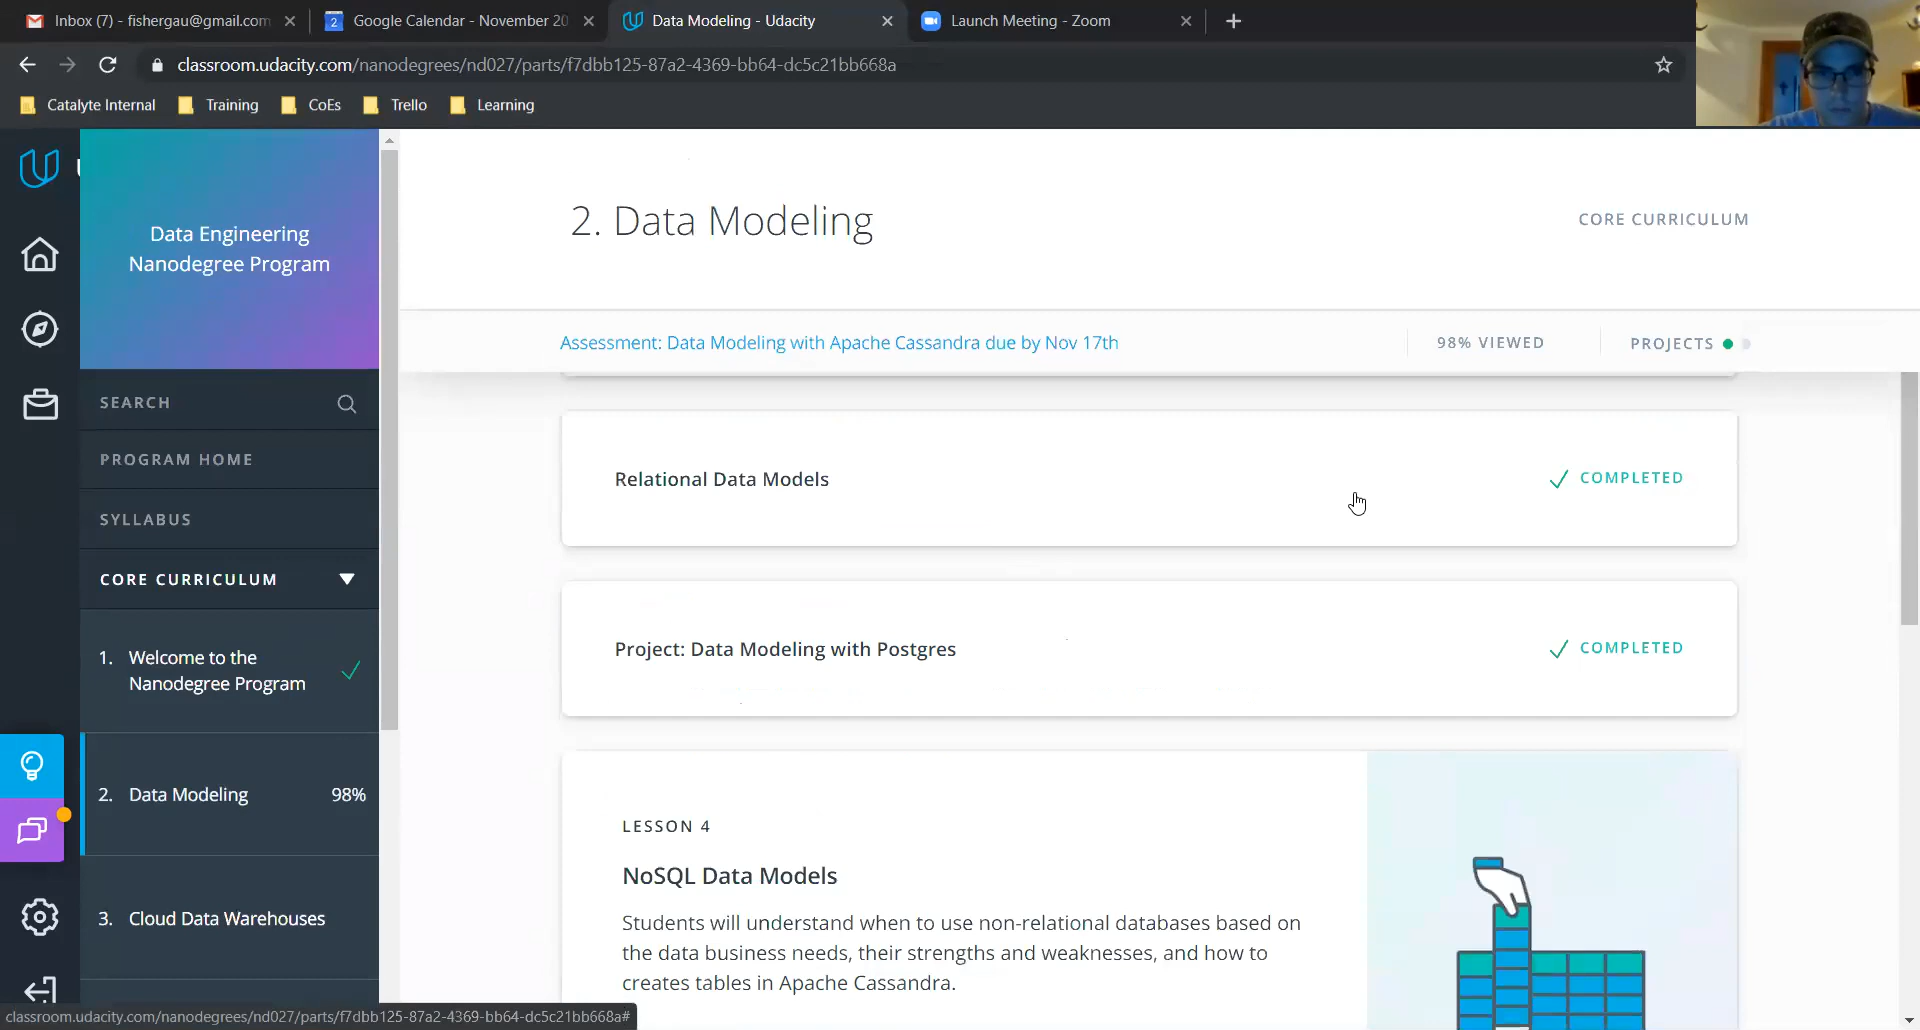 Inbox (7) - fishergau@gmail.com
Google Calendar - November 20
Data Modeling - Udacity
Launch Meeting - Zoom
classroom.udacity.com/nanodegrees/nd027/parts/f7dbb125-87a2-4369-bb64-dc5c21bb668a
Catalyte Internal
Training
CoEs
Trello
Learning
Data Engineering
Nanodegree Program
SEARCH
PROGRAM HOME
SYLLABUS
CORE CURRICULUM
1. Welcome to the
Nanodegree Program
2. Data Modeling 98%
3. Cloud Data Warehouses
2. Data Modeling
CORE CURRICULUM
Assessment: Data Modeling with Apache Cassandra due by Nov 17th
98% VIEWED
PROJECTS
Relational Data Models
COMPLETED
Project: Data Modeling with Postgres
COMPLETED
LESSON 4
NoSQL Data Models
Students will understand when to use non-relational databases based on
the data business needs, their strengths and weaknesses, and how to
creates tables in Apache Cassandra.
classroom.udacity.com/nanodegrees/nd027/parts/f7dbb125-87a2-4369-bb64-dc5c21bb668a#